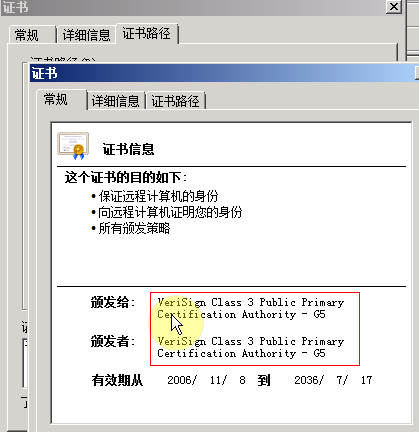 证书
常规 详细信息 证书路径
证书
常规 详细信息 证书路径
证书信息
这个证书的目的如下:
• 保证远程计算机的身份
• 向远程计算机证明您的身份
• 所有颁发策略
颁发给: VeriSign Class 3 Public Primary
Certification Authority - G5
颁发者: VeriSign Class 3 Public Primary
Certification Authority - G5
有效期从 2006/ 11/ 8 到 2036/ 7/ 17